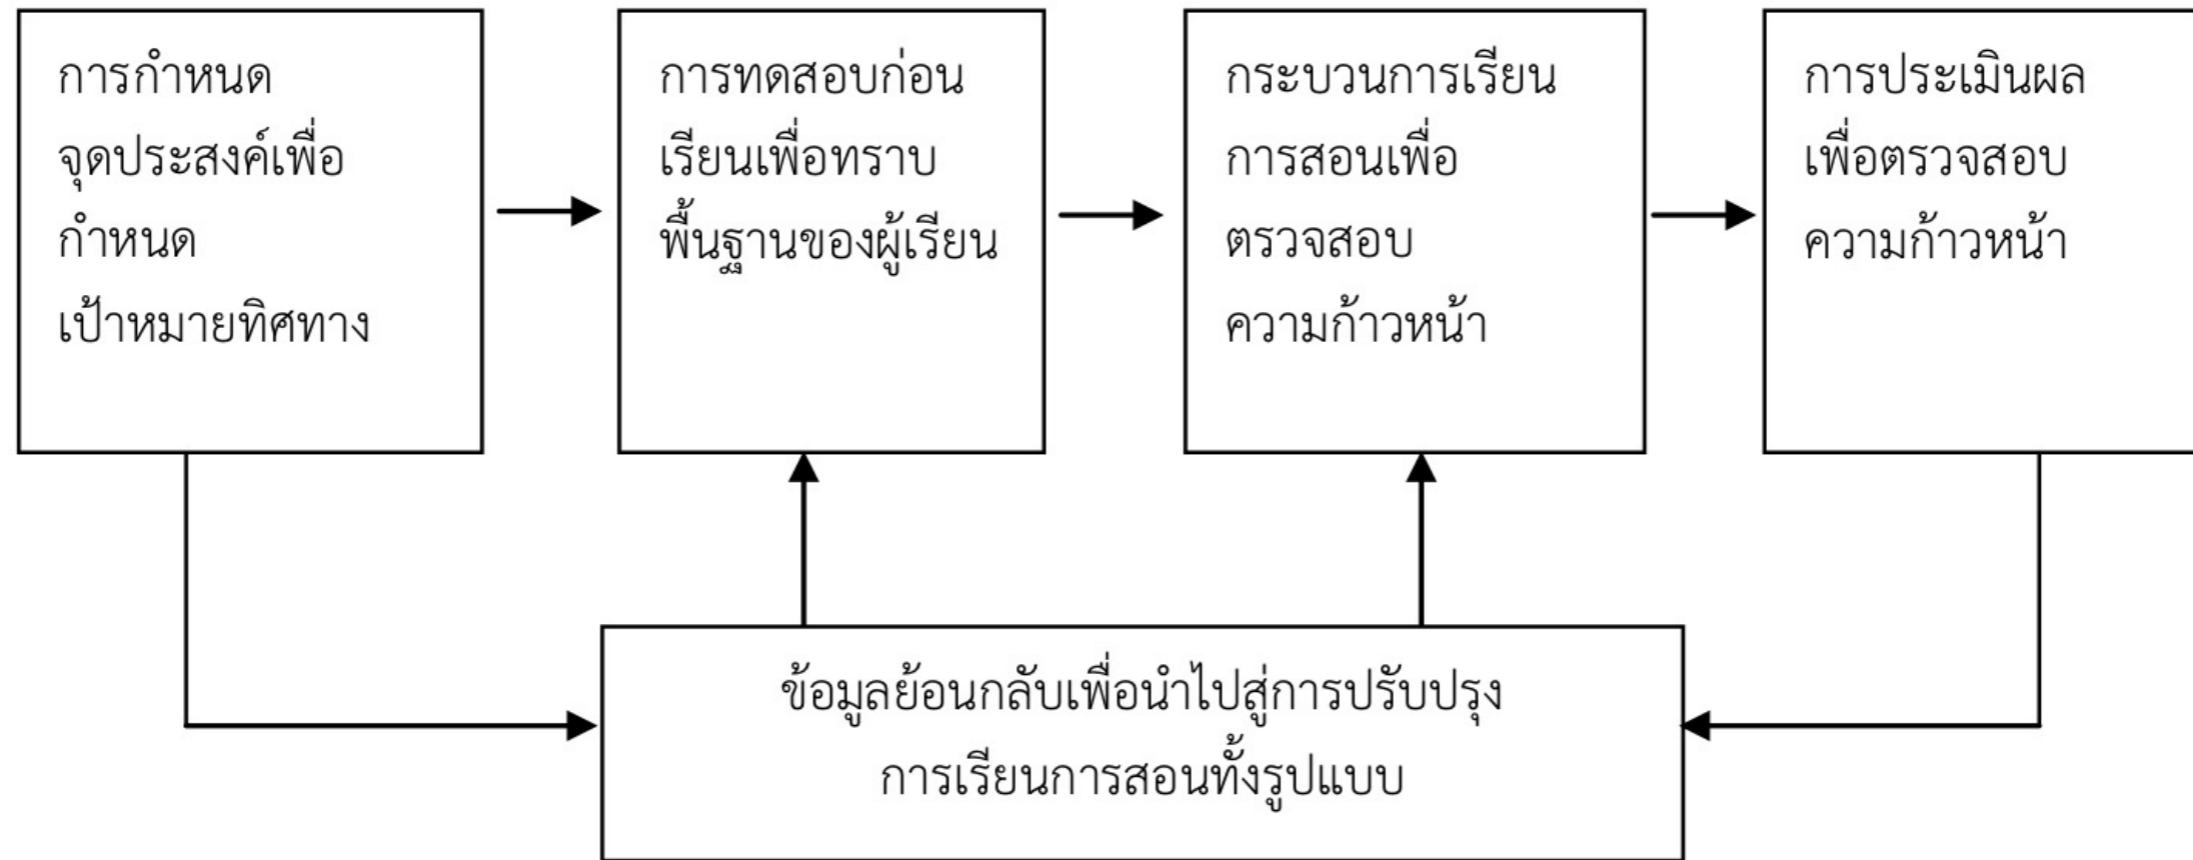 การกำหนด
จุดประสงค์เพื่อ
กำหนด
เป้าหมายทิศทาง
การทดสอบก่อน
เรียนเพื่อทราบ
พื้นฐานของผู้เรียน
กระบวนการเรียน
การสอนเพื่อ
ตรวจสอบ
ความก้าวหน้า
การประเมินผล
เพื่อตรวจสอบ
ความก้าวหน้า
ข้อมูลย้อนกลับเพื่อนำไปสู่การปรับปรุง
การเรียนการสอนทั้งรูปแบบ